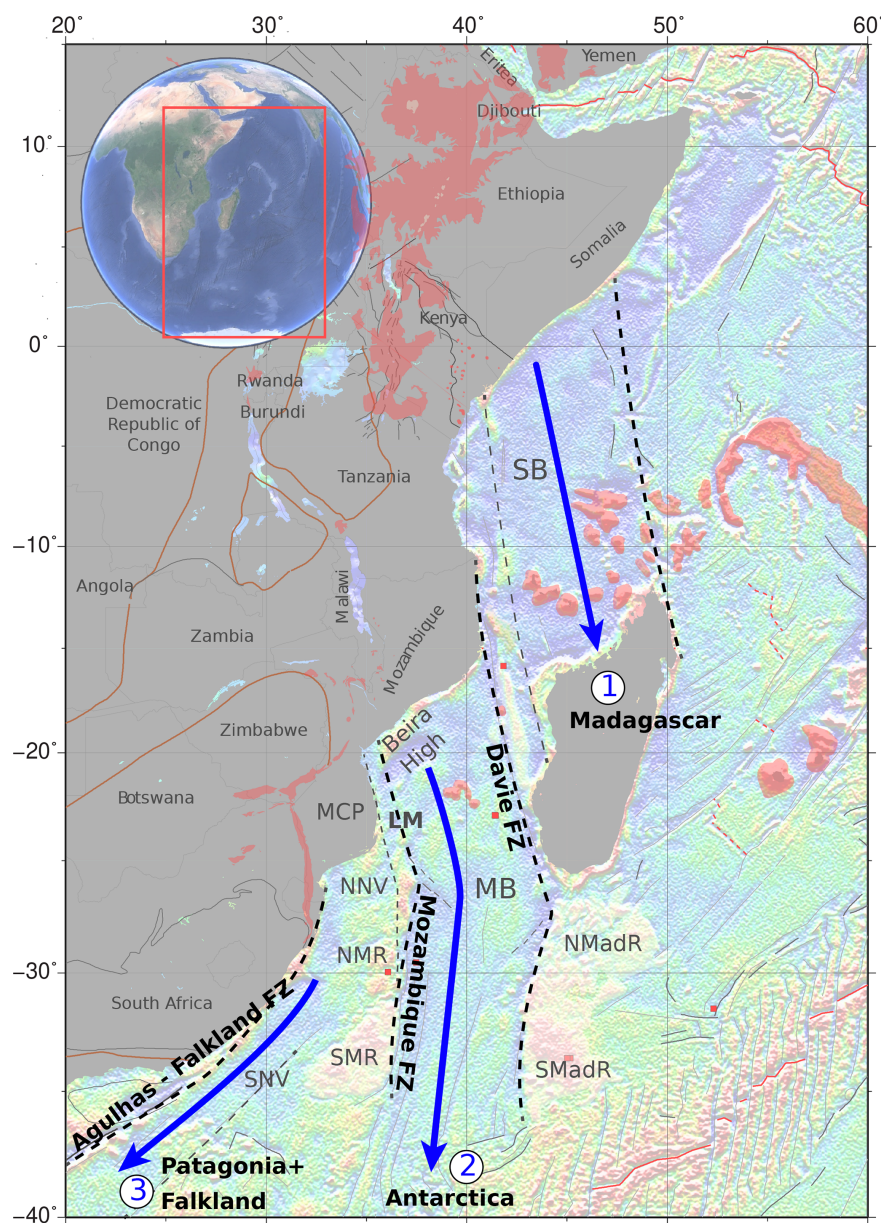 20˚ 30˚ 40˚ 50˚ 60˚
10˚
0˚
−10˚
−20˚
−30˚
−40˚
Yemen
Eritea
Djibouti
Ethiopia
Somalia
Kenya
Rwanda
Burundi
Democratic
Republic of
Congo
Tanzania
SB
Angola
Malawi
Zambia
Mozambique
1
Madagascar
Zimbabwe
Beira
High
Davie FZ
Botswana
MCP
LM
NNV
MB
Mozambique FZ
NMR
NMadR
South Africa
Agulhas - Falkland FZ
SNV
SMR
SMadR
Patagonia+
3
Falkland
2
Antarctica